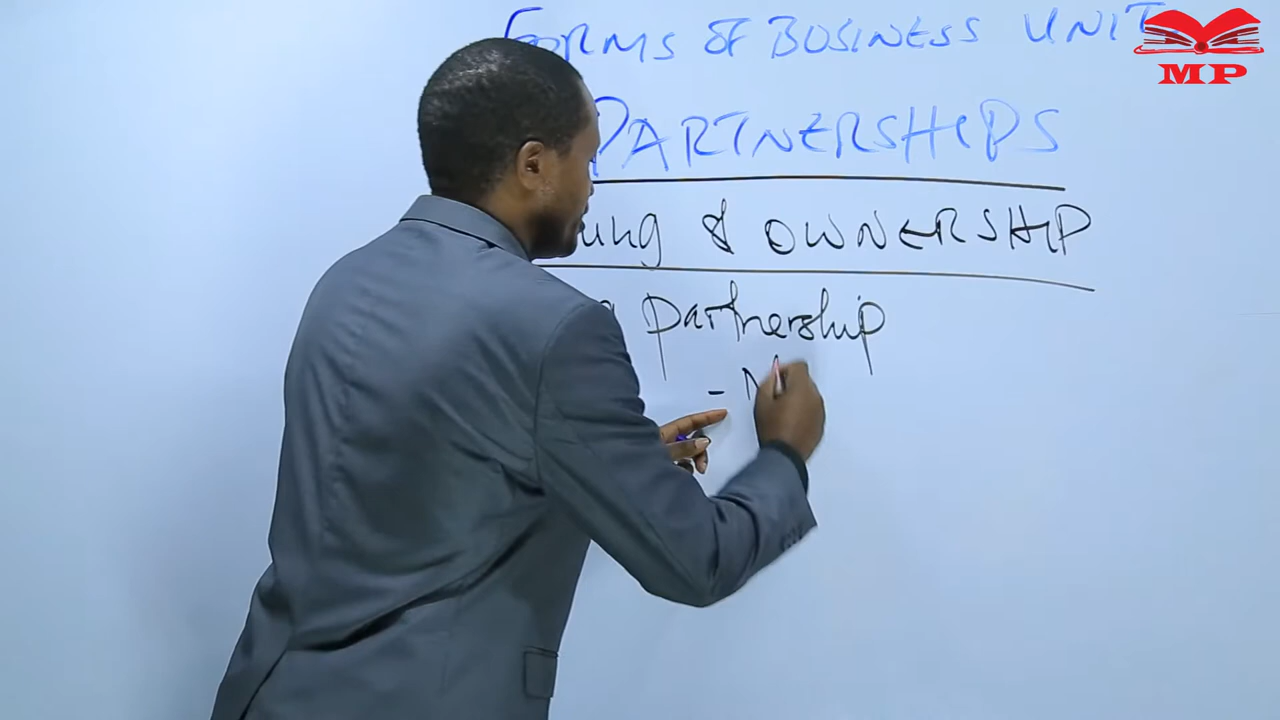 FORMS OF BUSINESS UNIT
MP
PARTNERSHIPS
& OWNERSHIP
partnership
-